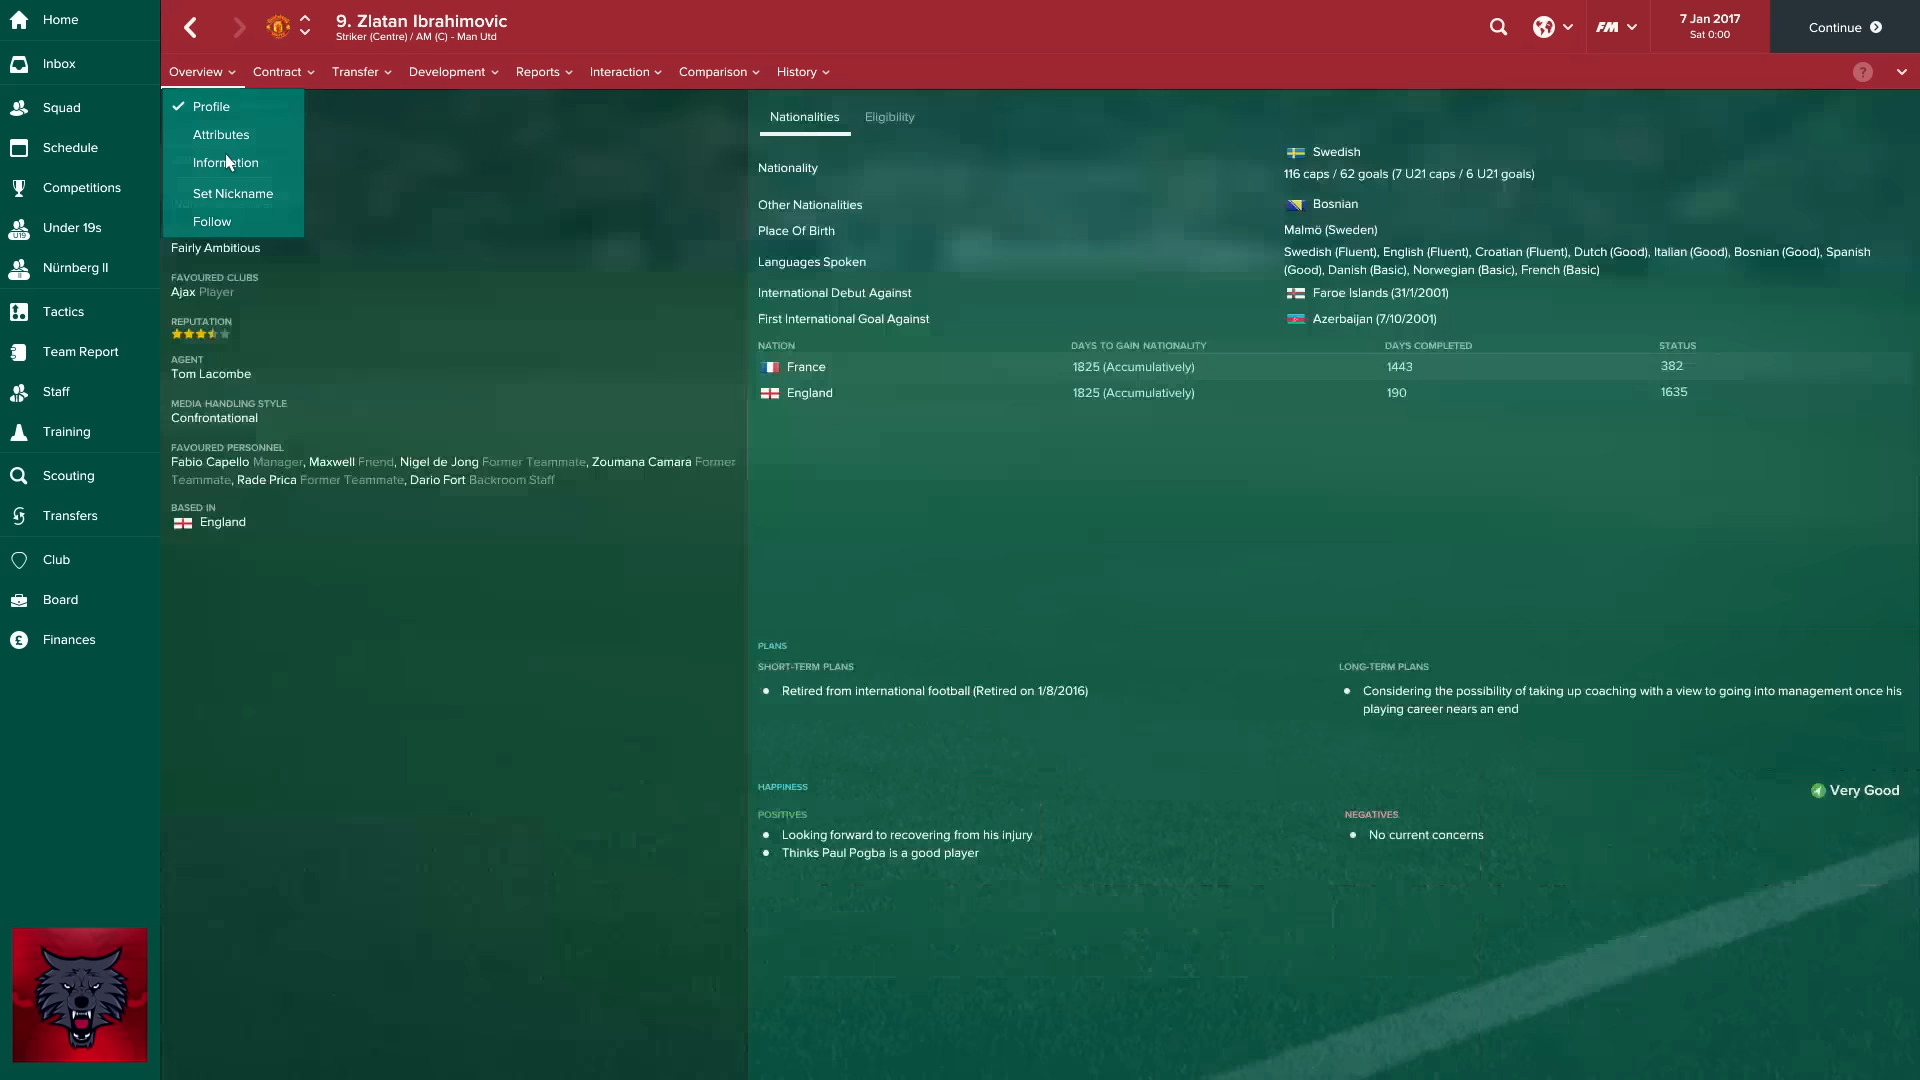 Home
Inbox
Squad
Schedule
Competitions
Under 19s
Nürnberg II
Tactics
Team Report
Staff
Training
Scouting
Transfers
Club
Board
Finances
9. Zlatan Ibrahimovic
Striker (Centre) / AM (C) - Man Utd
FM
7 Jan 2017
Sat 0:00
Continue
Overview
Contract
Transfer
Development
Reports
Interaction
Comparison
History
?
Profile
Attributes
Information
Set Nickname
Follow
Fairly Ambitious
FAVOURED CLUBS
Ajax Player
REPUTATION
AGENT
Tom Lacombe
MEDIA HANDLING STYLE
Confrontational
FAVOURED PERSONNEL
Fabio Capello Manager, Maxwell Friend, Nigel de Jong Former Teammate, Zoumana Camara Former
Teammate, Rade Prica Former Teammate, Dario Fort Backroom Staff
BASED IN
England
Nationalities Eligibility
Nationality
Swedish
116 caps / 62 goals (7 U21 caps / 6 U21 goals)
Other Nationalities
Bosnian
Place Of Birth
Malmö (Sweden)
Languages Spoken
Swedish (Fluent), English (Fluent), Croatian (Fluent), Dutch (Good), Italian (Good), Bosnian (Good), Spanish
(Good), Danish (Basic), Norwegian (Basic), French (Basic)
International Debut Against
Faroe Islands (31/1/2001)
First International Goal Against
Azerbaijan (7/10/2001)
NATION DAYS TO GAIN NATIONALITY DAYS COMPLETED STATUS
France 1825 (Accumulatively) 1443 382
England 1825 (Accumulatively) 190 1635
PLANS
SHORT-TERM PLANS
Retired from international football (Retired on 1/8/2016)
LONG-TERM PLANS
Considering the possibility of taking up coaching with a view to going into management once his
playing career nears an end
HAPPINESS
Very Good
POSITIVES
Looking forward to recovering from his injury
Thinks Paul Pogba is a good player
NEGATIVES
No current concerns